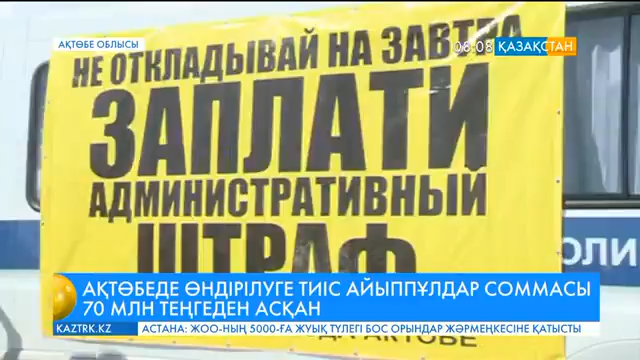 АҚТӨБЕ ОБЛЫСЫ
08:08 ҚАЗАҚСТАН
НЕ ОТКЛАДЫВАЙ НА ЗАВТРА
ЗАПЛАТИ
АДМИНИСТРАТИВНЫЙ
ШТРАФ
АҚТӨБЕДЕ ӨНДІРІЛУГЕ ТИІС АЙЫППҰЛДАР СОММАСЫ
70 МЛН ТЕҢГЕДЕН АСҚАН
KAZTRK.KZ
АСТАНА: ЖОО-НЫҢ 5000-ҒА ЖУЫҚ ТҮЛЕГІ БОС ОРЫНДАР ЖӘРМЕҢКЕСІНЕ ҚАТЫСТЫ